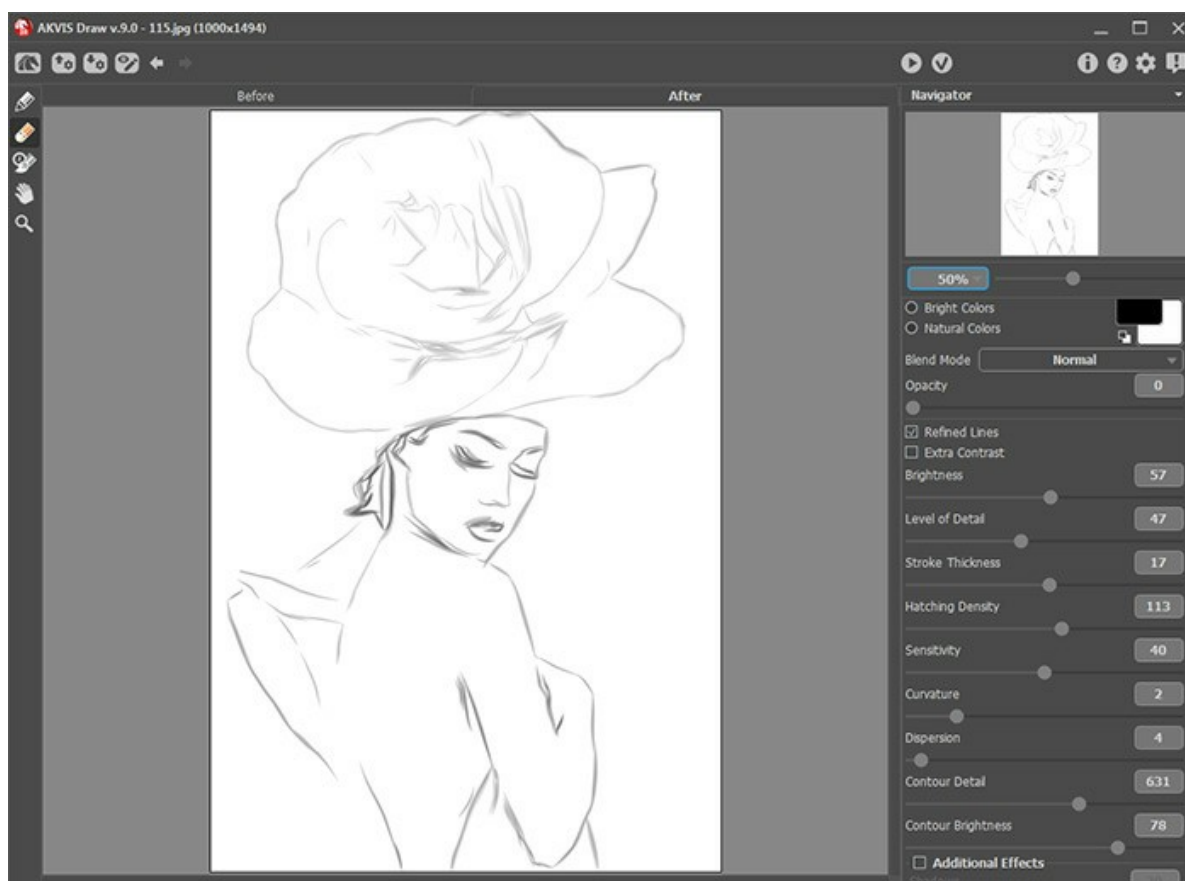 AKVIS Draw v.9.0 - 115.jpg (1000x1494)
Before
After
Navigator
50%
Bright Colors
Natural Colors
Blend Mode Normal
Opacity 0
Refined Lines
Extra Contrast
Brightness 57
Level of Detail 47
Stroke Thickness 17
Hatching Density 113
Sensitivity 40
Curvature 2
Dispersion 4
Contour Detail 631
Contour Brightness 78
Additional Effects